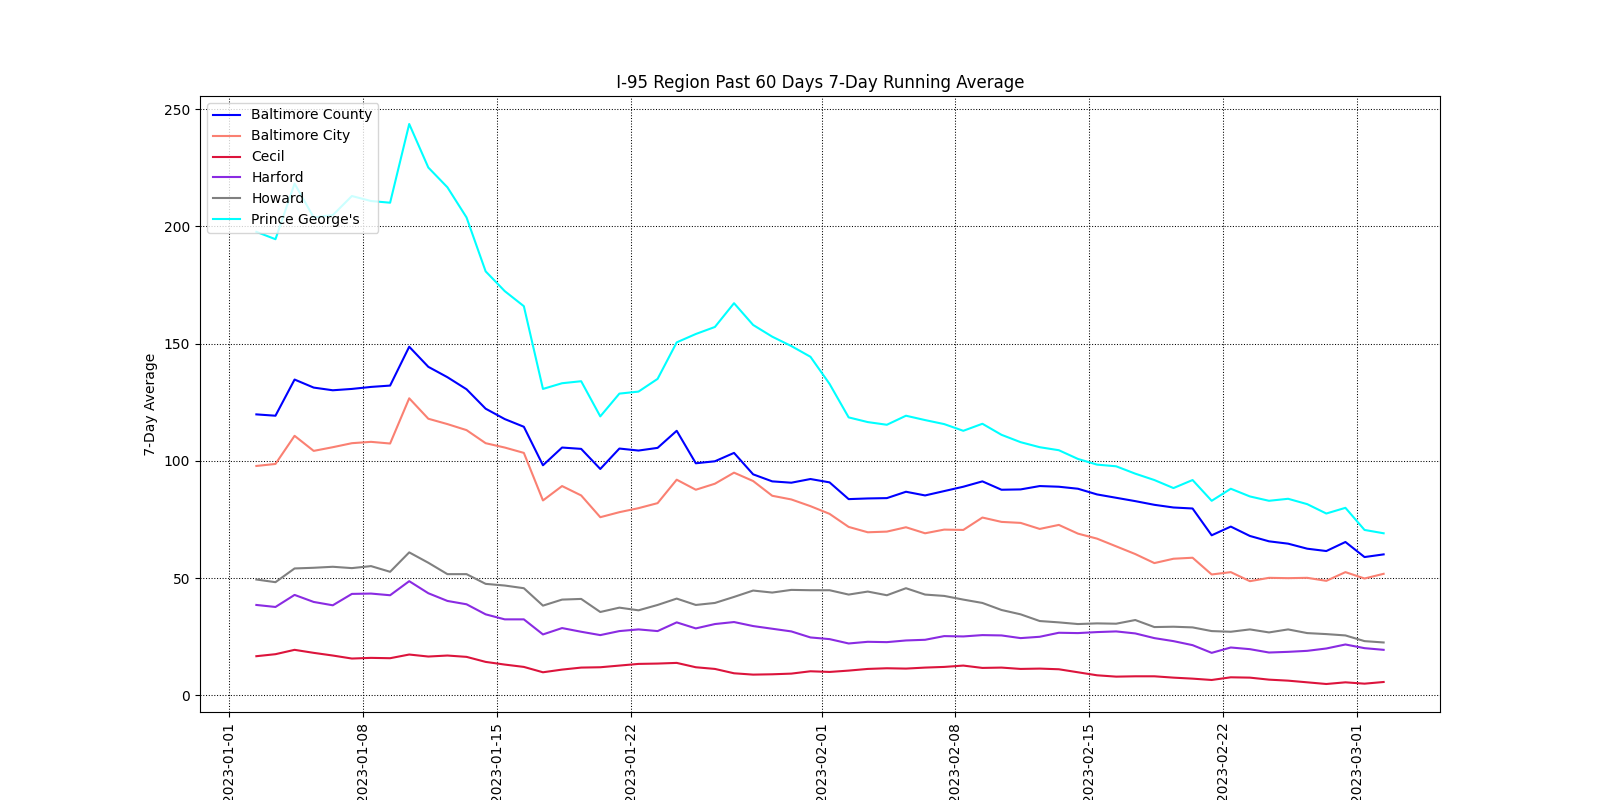 I-95 Region Past 60 Days 7-Day Running Average
250
200
150
100
50
0
7-Day Average
Baltimore County
Baltimore City
Cecil
Harford
Howard
Prince George's
2023-01-01
2023-01-08
2023-01-15
2023-01-22
2023-02-01
2023-02-08
2023-02-15
2023-02-22
2023-03-01